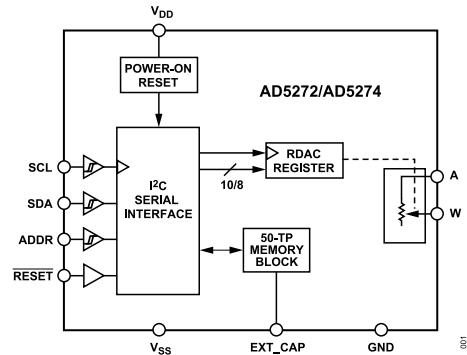 VDD
POWER-ON
RESET
AD5272/AD5274
SCL
SDA
ADDR
RESET
I2C
SERIAL
INTERFACE
10/8
RDAC
REGISTER
A
W
50-TP
MEMORY
BLOCK
VSS
EXT_CAP
GND
001